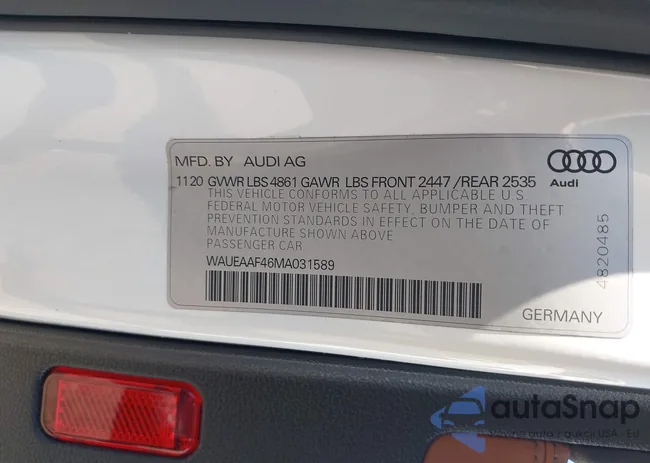 MFD. BY AUDI AG
1120 GVWR LBS 4861 GAWR LBS FRONT 2447 /REAR 2535
THIS VEHICLE CONFORMS TO ALL APPLICABLE U S
FEDERAL MOTOR VEHICLE SAFETY, BUMPER AND THEFT
PREVENTION STANDARDS IN EFFECT ON THE DATE OF
MANUFACTURE SHOWN ABOVE
PASSENGER CAR
WAUEAAF46MA031589
GERMANY
Audi
4820485
autaSnap